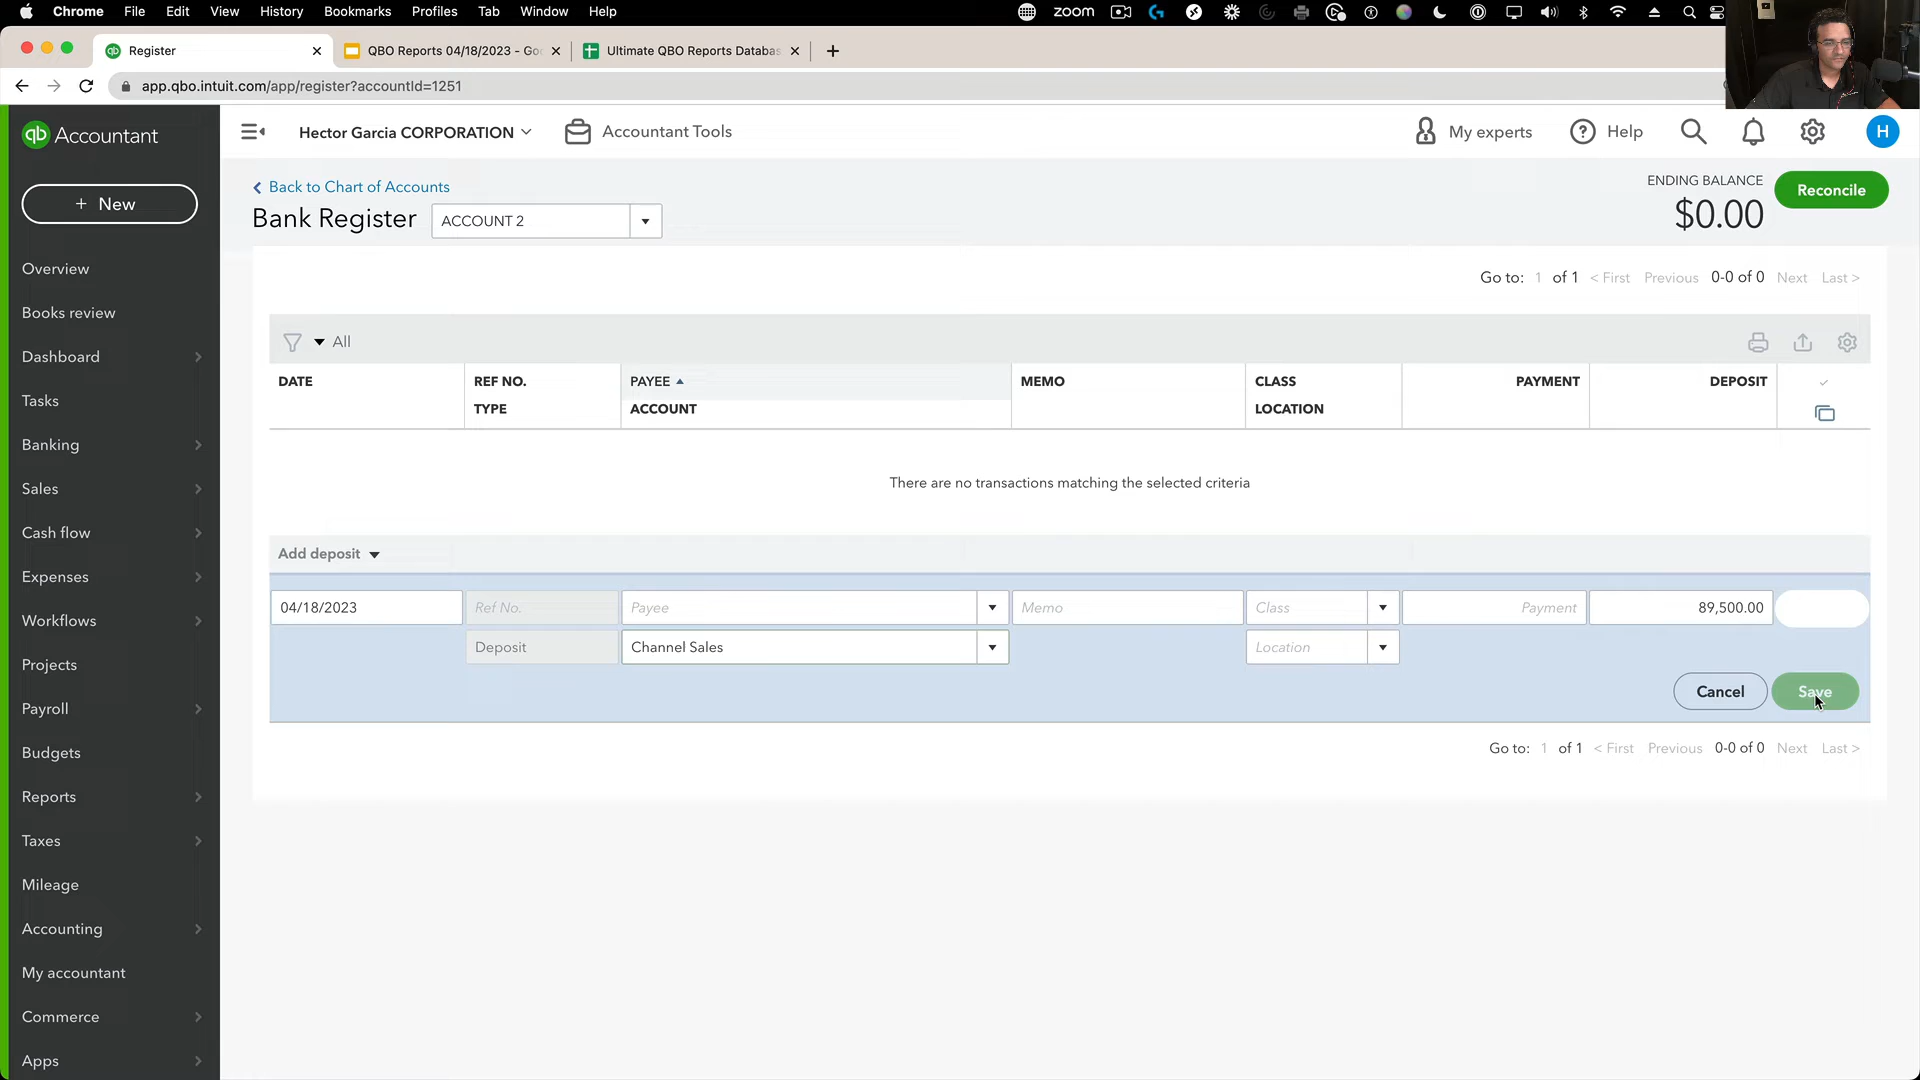 Chrome File Edit View History Bookmarks Profiles Tab Window Help zoom
Register QBO Reports 04/18/2023 - Goo Ultimate QBO Reports Databas
app.qbo.intuit.com/app/register?accountId=1251
qb Accountant
Hector Garcia CORPORATION Accountant Tools My experts Help H
+ New
Overview
Books review
Dashboard
Tasks
Banking
Sales
Cash flow
Expenses
Workflows
Projects
Payroll
Budgets
Reports
Taxes
Mileage
Accounting
My accountant
Commerce
Apps
Back to Chart of Accounts
Bank Register ACCOUNT 2
ENDING BALANCE
$0.00
Reconcile
Go to: 1 of 1 < First Previous 0-0 of 0 Next Last >
All
DATE REF NO. PAYEE MEMO CLASS PAYMENT DEPOSIT
TYPE ACCOUNT LOCATION
There are no transactions matching the selected criteria
Add deposit
04/18/2023 Ref No. Payee Memo Class Payment 89,500.00
Deposit Channel Sales Location
Cancel Save
Go to: 1 of 1 < First Previous 0-0 of 0 Next Last >